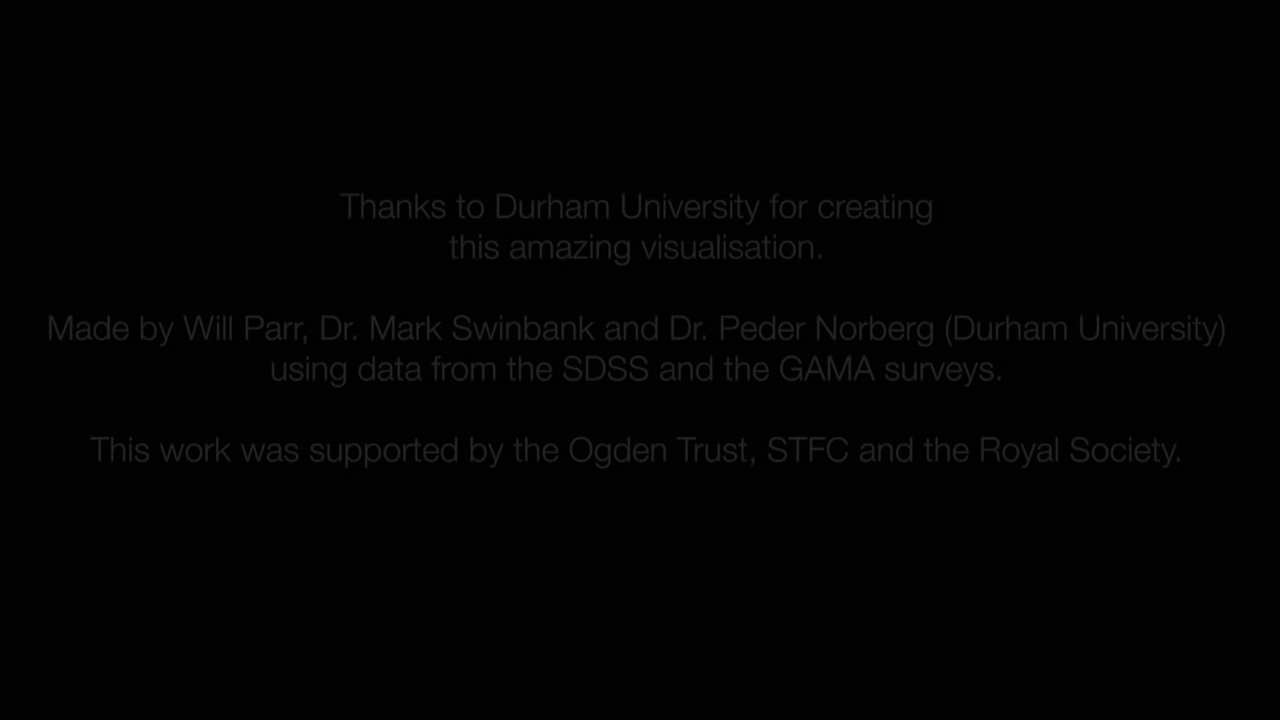 Thanks to Durham University for creating
this amazing visualisation.
Made by Will Parr, Dr. Mark Swinbank and Dr. Peder Norberg (Durham University)
using data from the SDSS and the GAMA surveys.
This work was supported by the Ogden Trust, STFC and the Royal Society.